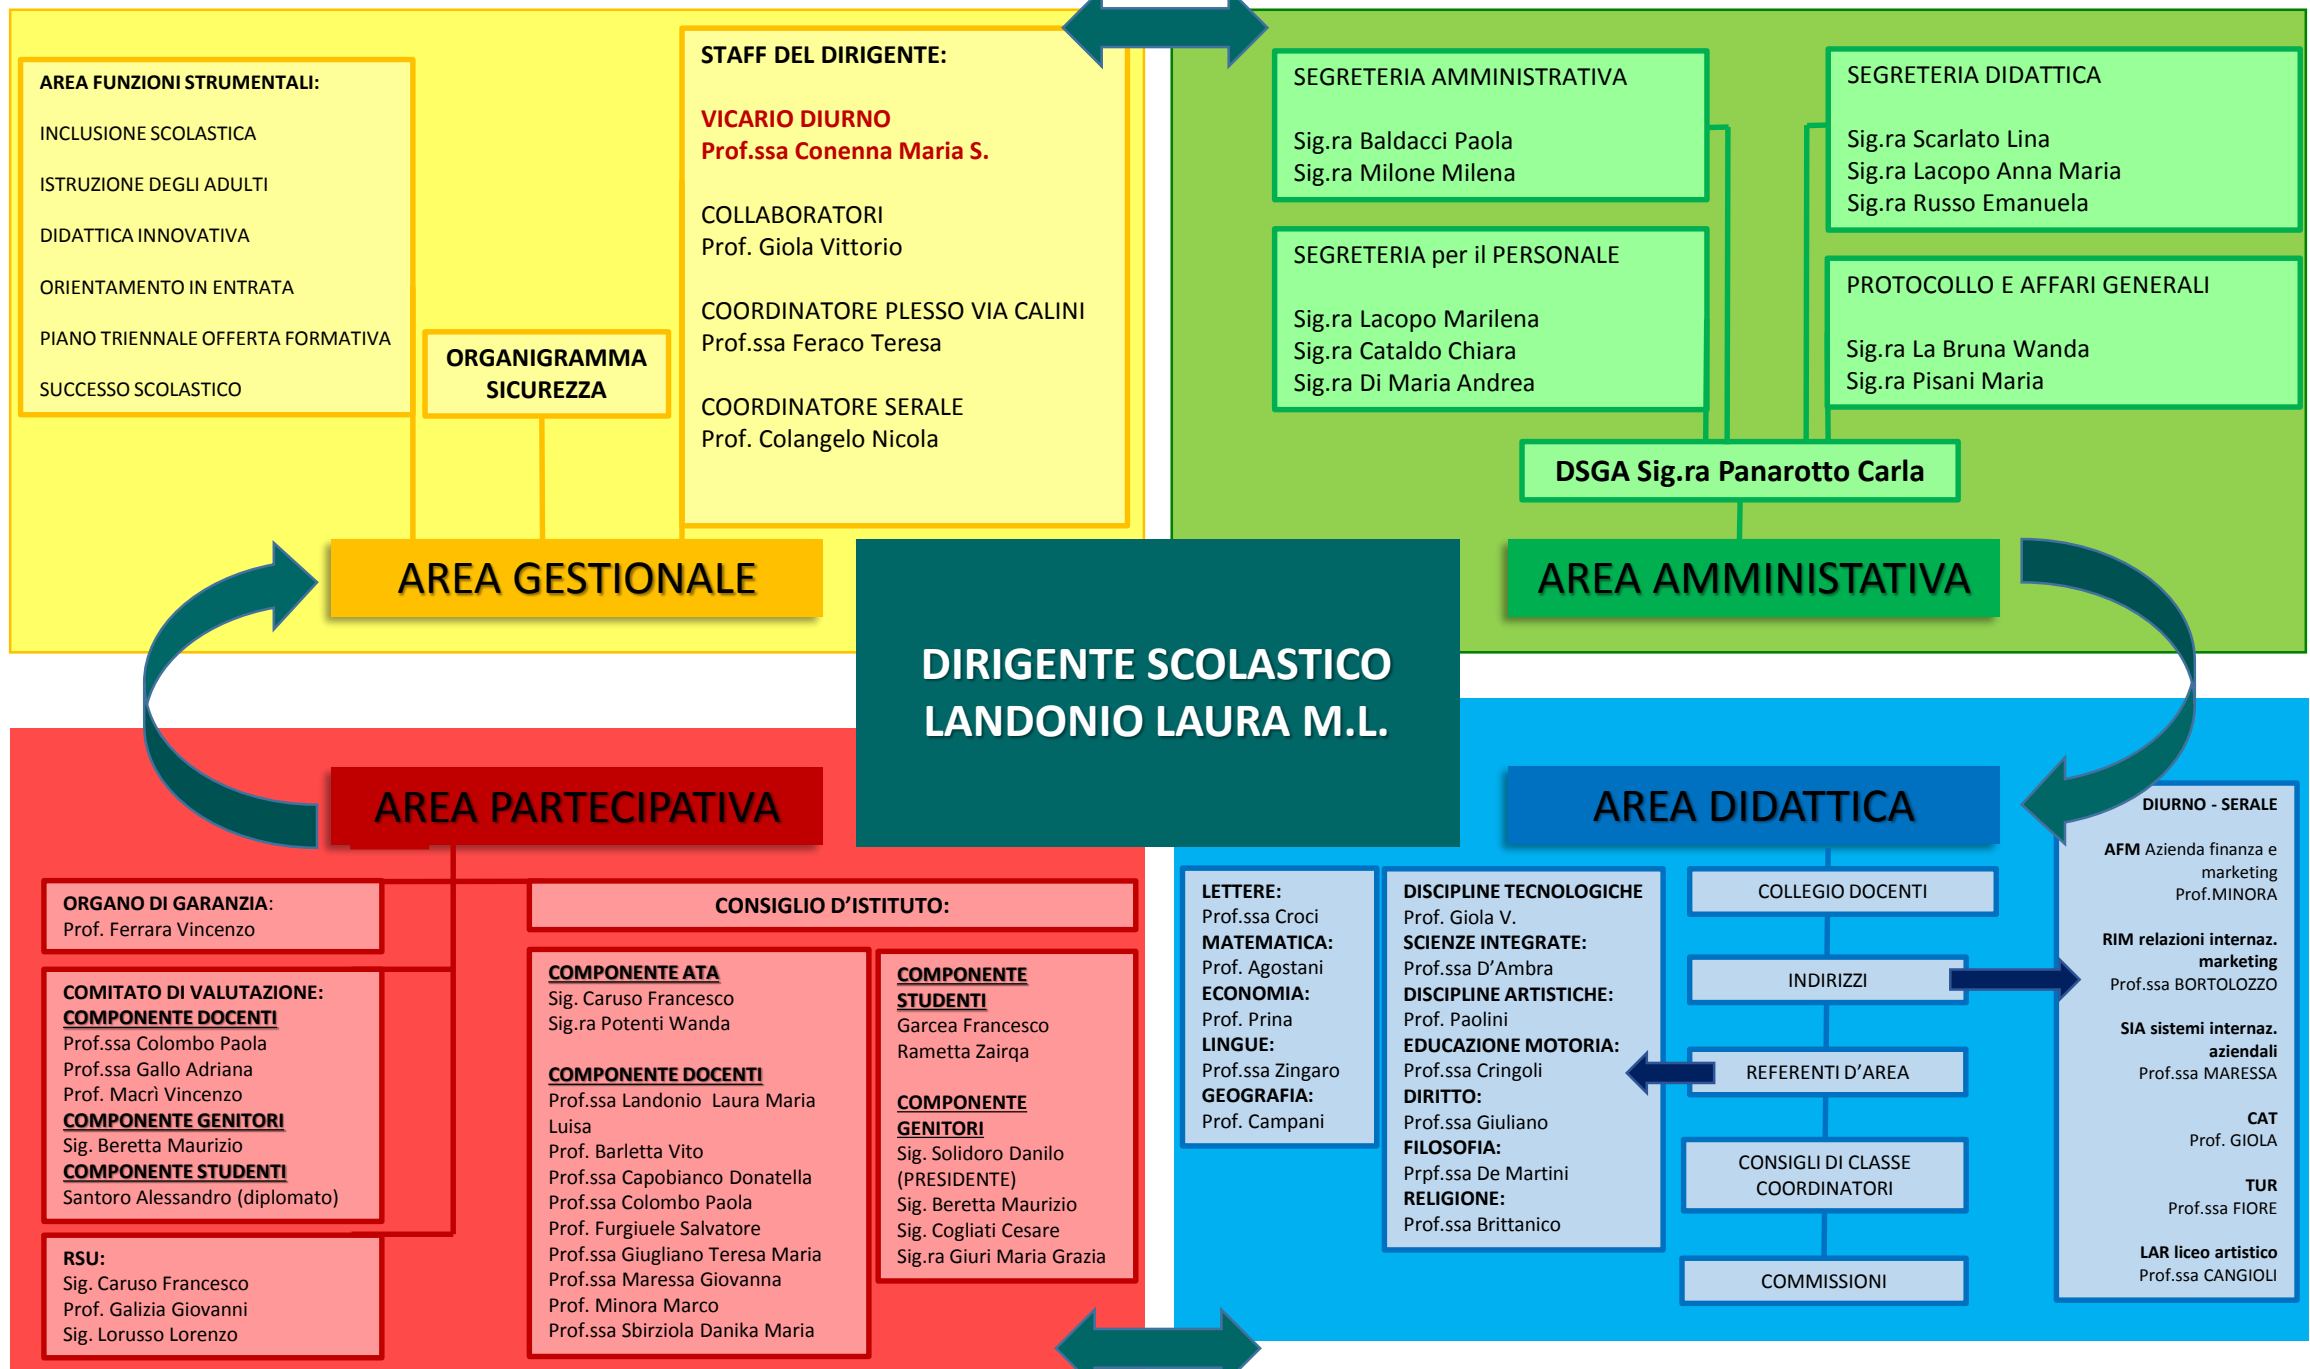 AREA FUNZIONI STRUMENTALI:
INCLUSIONE SCOLASTICA
ISTRUZIONE DEGLI ADULTI
DIDATTICA INNOVATIVA
ORIENTAMENTO IN ENTRATA
PIANO TRIENNALE OFFERTA FORMATIVA
SUCCESSO SCOLASTICO
ORGANIGRAMMA
SICUREZZA
STAFF DEL DIRIGENTE:
VICARIO DIURNO
Prof.ssa Conenna Maria S.
COLLABORATORI
Prof. Giola Vittorio
COORDINATORE PLESSO VIA CALINI
Prof.ssa Feraco Teresa
COORDINATORE SERALE
Prof. Colangelo Nicola
AREA GESTIONALE
SEGRETERIA AMMINISTRATIVA
Sig.ra Baldacci Paola
Sig.ra Milone Milena
SEGRETERIA per il PERSONALE
Sig.ra Lacopo Marilena
Sig.ra Cataldo Chiara
Sig.ra Di Maria Andrea
SEGRETERIA DIDATTICA
Sig.ra Scarlato Lina
Sig.ra Lacopo Anna Maria
Sig.ra Russo Emanuela
PROTOCOLLO E AFFARI GENERALI
Sig.ra La Bruna Wanda
Sig.ra Pisani Maria
DSGA Sig.ra Panarotto Carla
AREA AMMINISTATIVA
DIRIGENTE SCOLASTICO
LANDONIO LAURA M.L.
AREA PARTECIPATIVA
ORGANO DI GARANZIA:
Prof. Ferrara Vincenzo
COMITATO DI VALUTAZIONE:
COMPONENTE DOCENTI
Prof.ssa Colombo Paola
Prof.ssa Gallo Adriana
Prof. Macrì Vincenzo
COMPONENTE GENITORI
Sig. Beretta Maurizio
COMPONENTE STUDENTI
Santoro Alessandro (diplomato)
RSU:
Sig. Caruso Francesco
Prof. Galizia Giovanni
Sig. Lorusso Lorenzo
CONSIGLIO D'ISTITUTO:
COMPONENTE ATA
Sig. Caruso Francesco
Sig.ra Potenti Wanda
COMPONENTE DOCENTI
Prof.ssa Landonio Laura Maria
Luisa
Prof. Barletta Vito
Prof.ssa Capobianco Donatella
Prof.ssa Colombo Paola
Prof. Furgiuele Salvatore
Prof.ssa Giugliano Teresa Maria
Prof.ssa Maressa Giovanna
Prof. Minora Marco
Prof.ssa Sbirziola Danika Maria
COMPONENTE
STUDENTI
Garcea Francesco
Rametta Zairqa
COMPONENTE
GENITORI
Sig. Solidoro Danilo
(PRESIDENTE)
Sig. Beretta Maurizio
Sig. Cogliati Cesare
Sig.ra Giuri Maria Grazia
AREA DIDATTICA
LETTERE:
Prof.ssa Croci
MATEMATICA:
Prof. Agostani
ECONOMIA:
Prof. Prina
LINGUE:
Prof.ssa Zingaro
GEOGRAFIA:
Prof. Campani
DISCIPLINE TECNOLOGICHE
Prof. Giola V.
SCIENZE INTEGRATE:
Prof.ssa D’Ambra
DISCIPLINE ARTISTICHE:
Prof. Paolini
EDUCAZIONE MOTORIA:
Prof.ssa Cringoli
DIRITTO:
Prof.ssa Giuliano
FILOSOFIA:
Prpf.ssa De Martini
RELIGIONE:
Prof.ssa Brittanico
COLLEGIO DOCENTI
INDIRIZZI
REFERENTI D’AREA
CONSIGLI DI CLASSE
COORDINATORI
COMMISSIONI
DIURNO - SERALE
AFM Azienda finanza e
marketing
Prof.MINORA
RIM relazioni internaz.
marketing
Prof.ssa BORTOLOZZO
SIA sistemi internaz.
aziendali
Prof.ssa MARESSA
CAT
Prof. GIOLA
TUR
Prof.ssa FIORE
LAR liceo artistico
Prof.ssa CANGIOLI